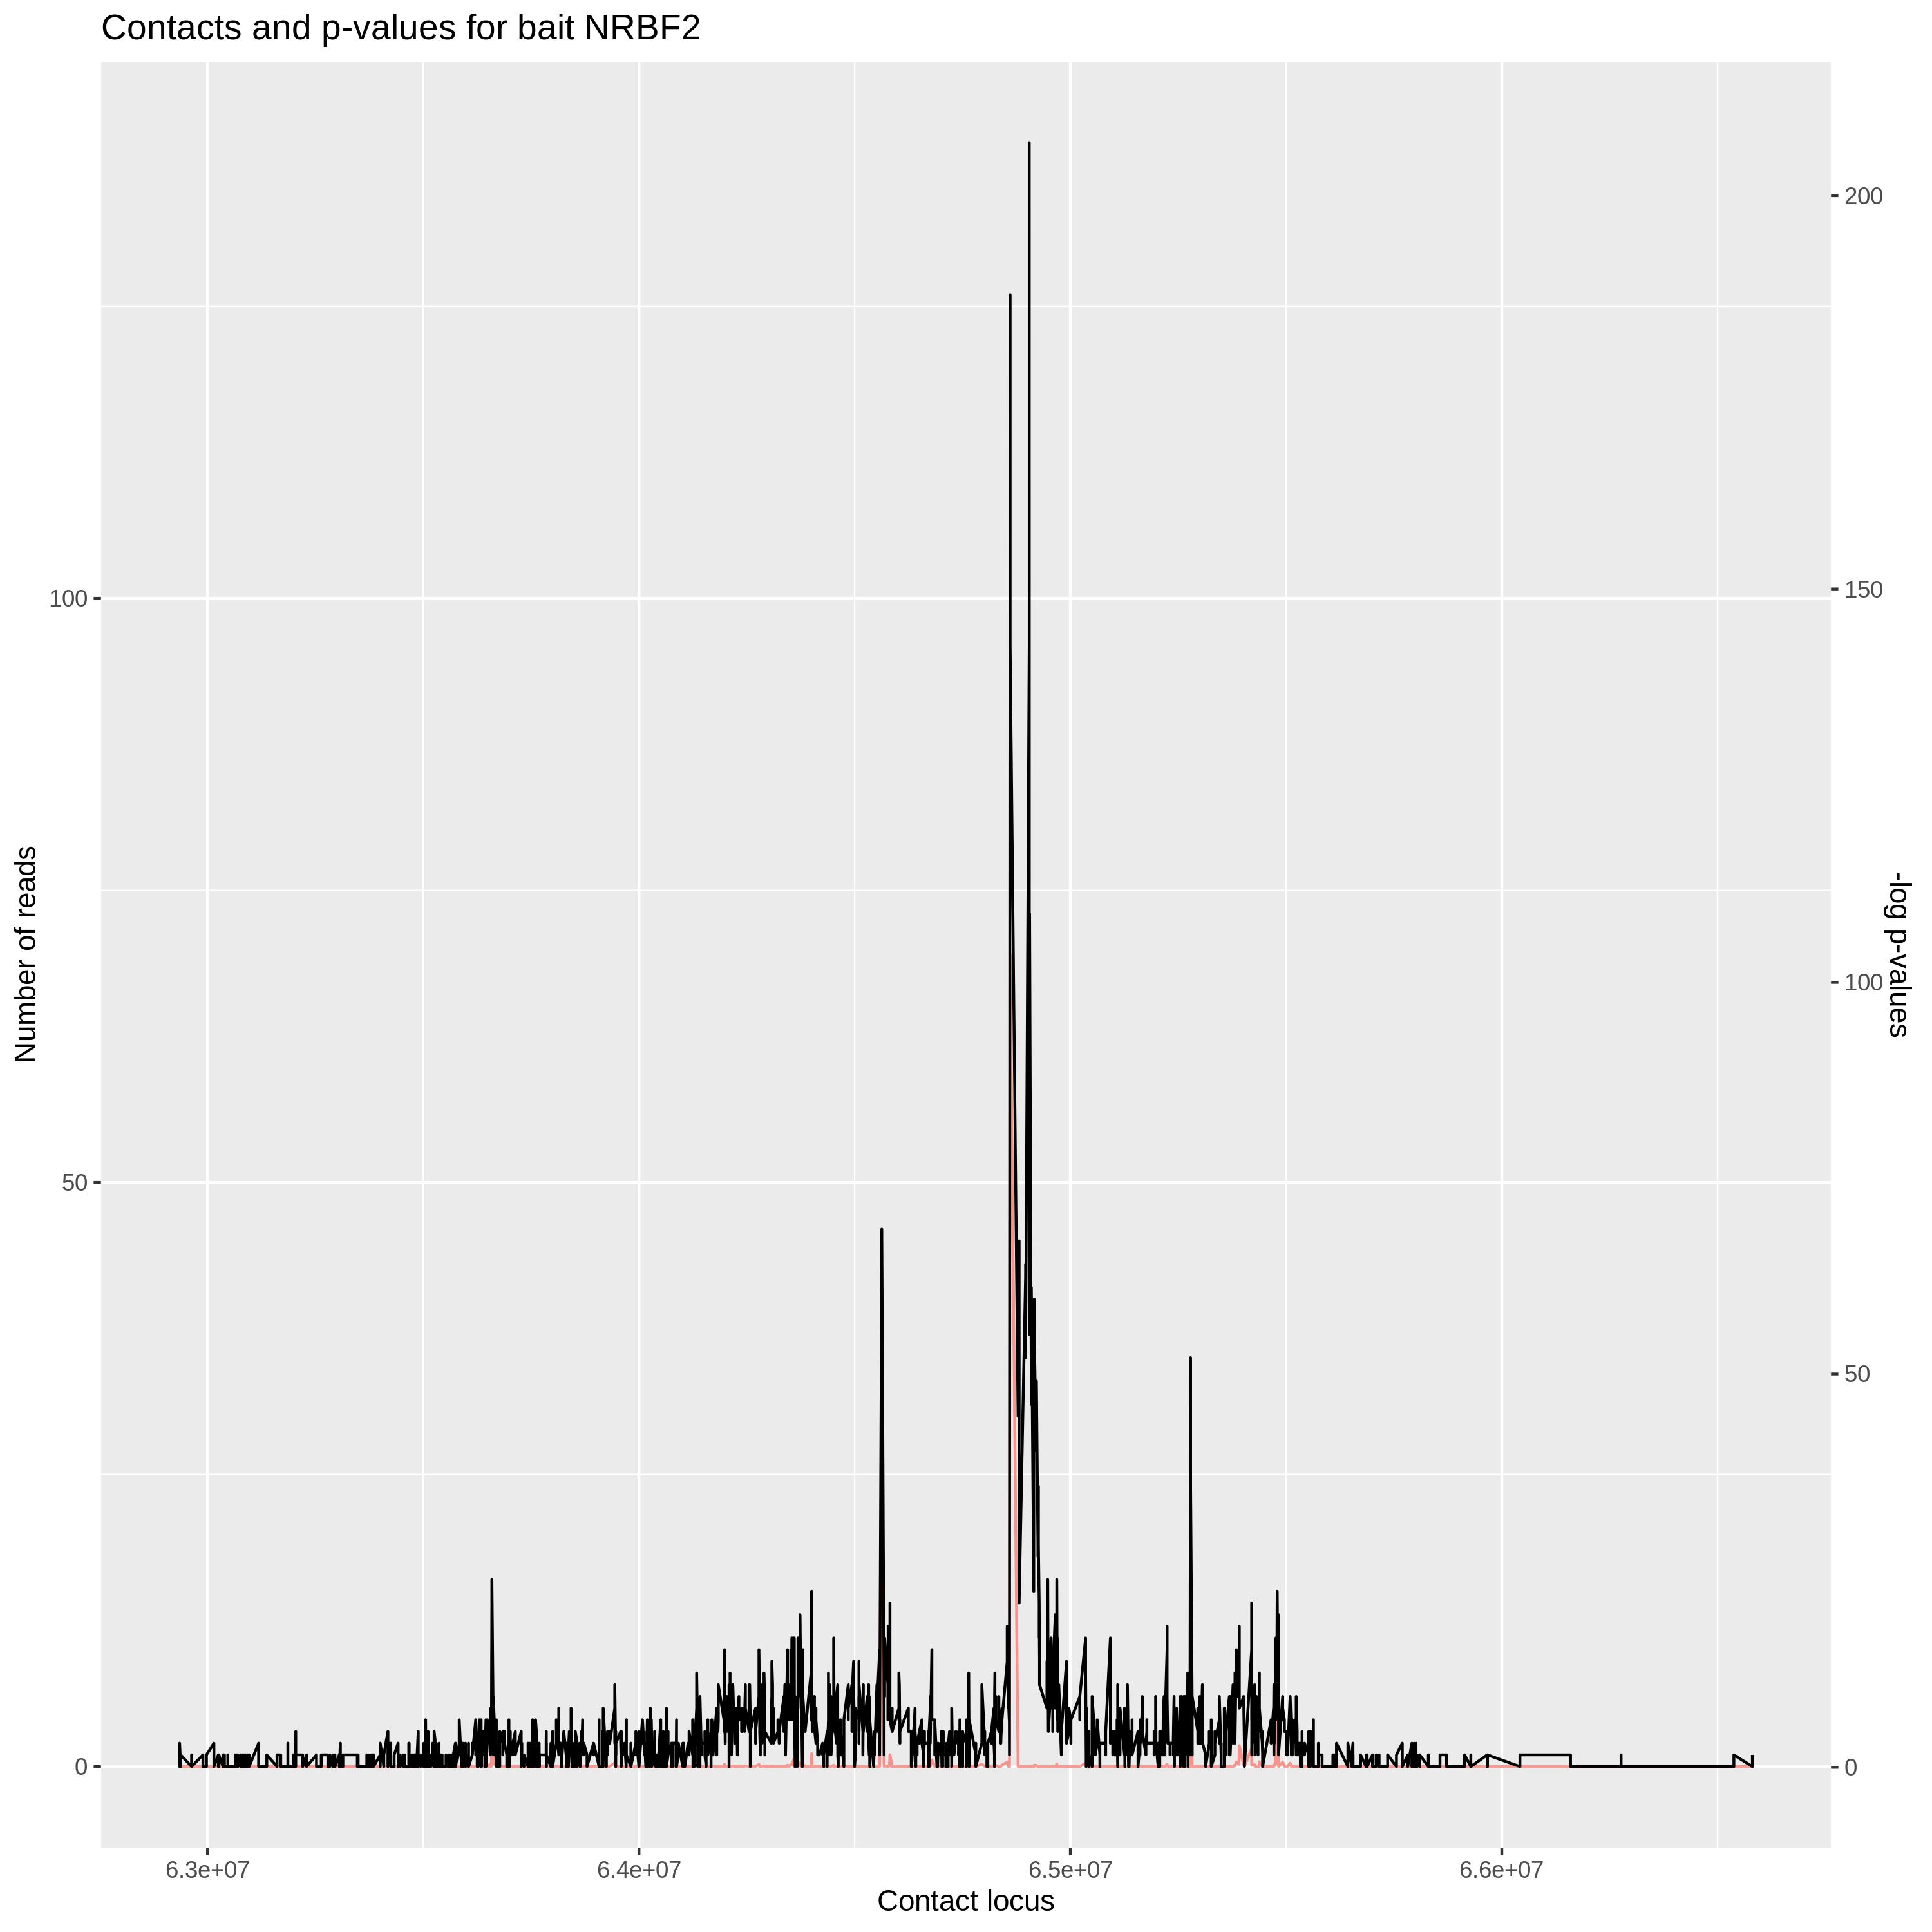 Contacts and p-values for bait NRBF2
200
100
150
Number of reads
-log p-values
100
50
50
0
0
6.3e+07
6.4e+07
6.5e+07
6.6e+07
Contact locus